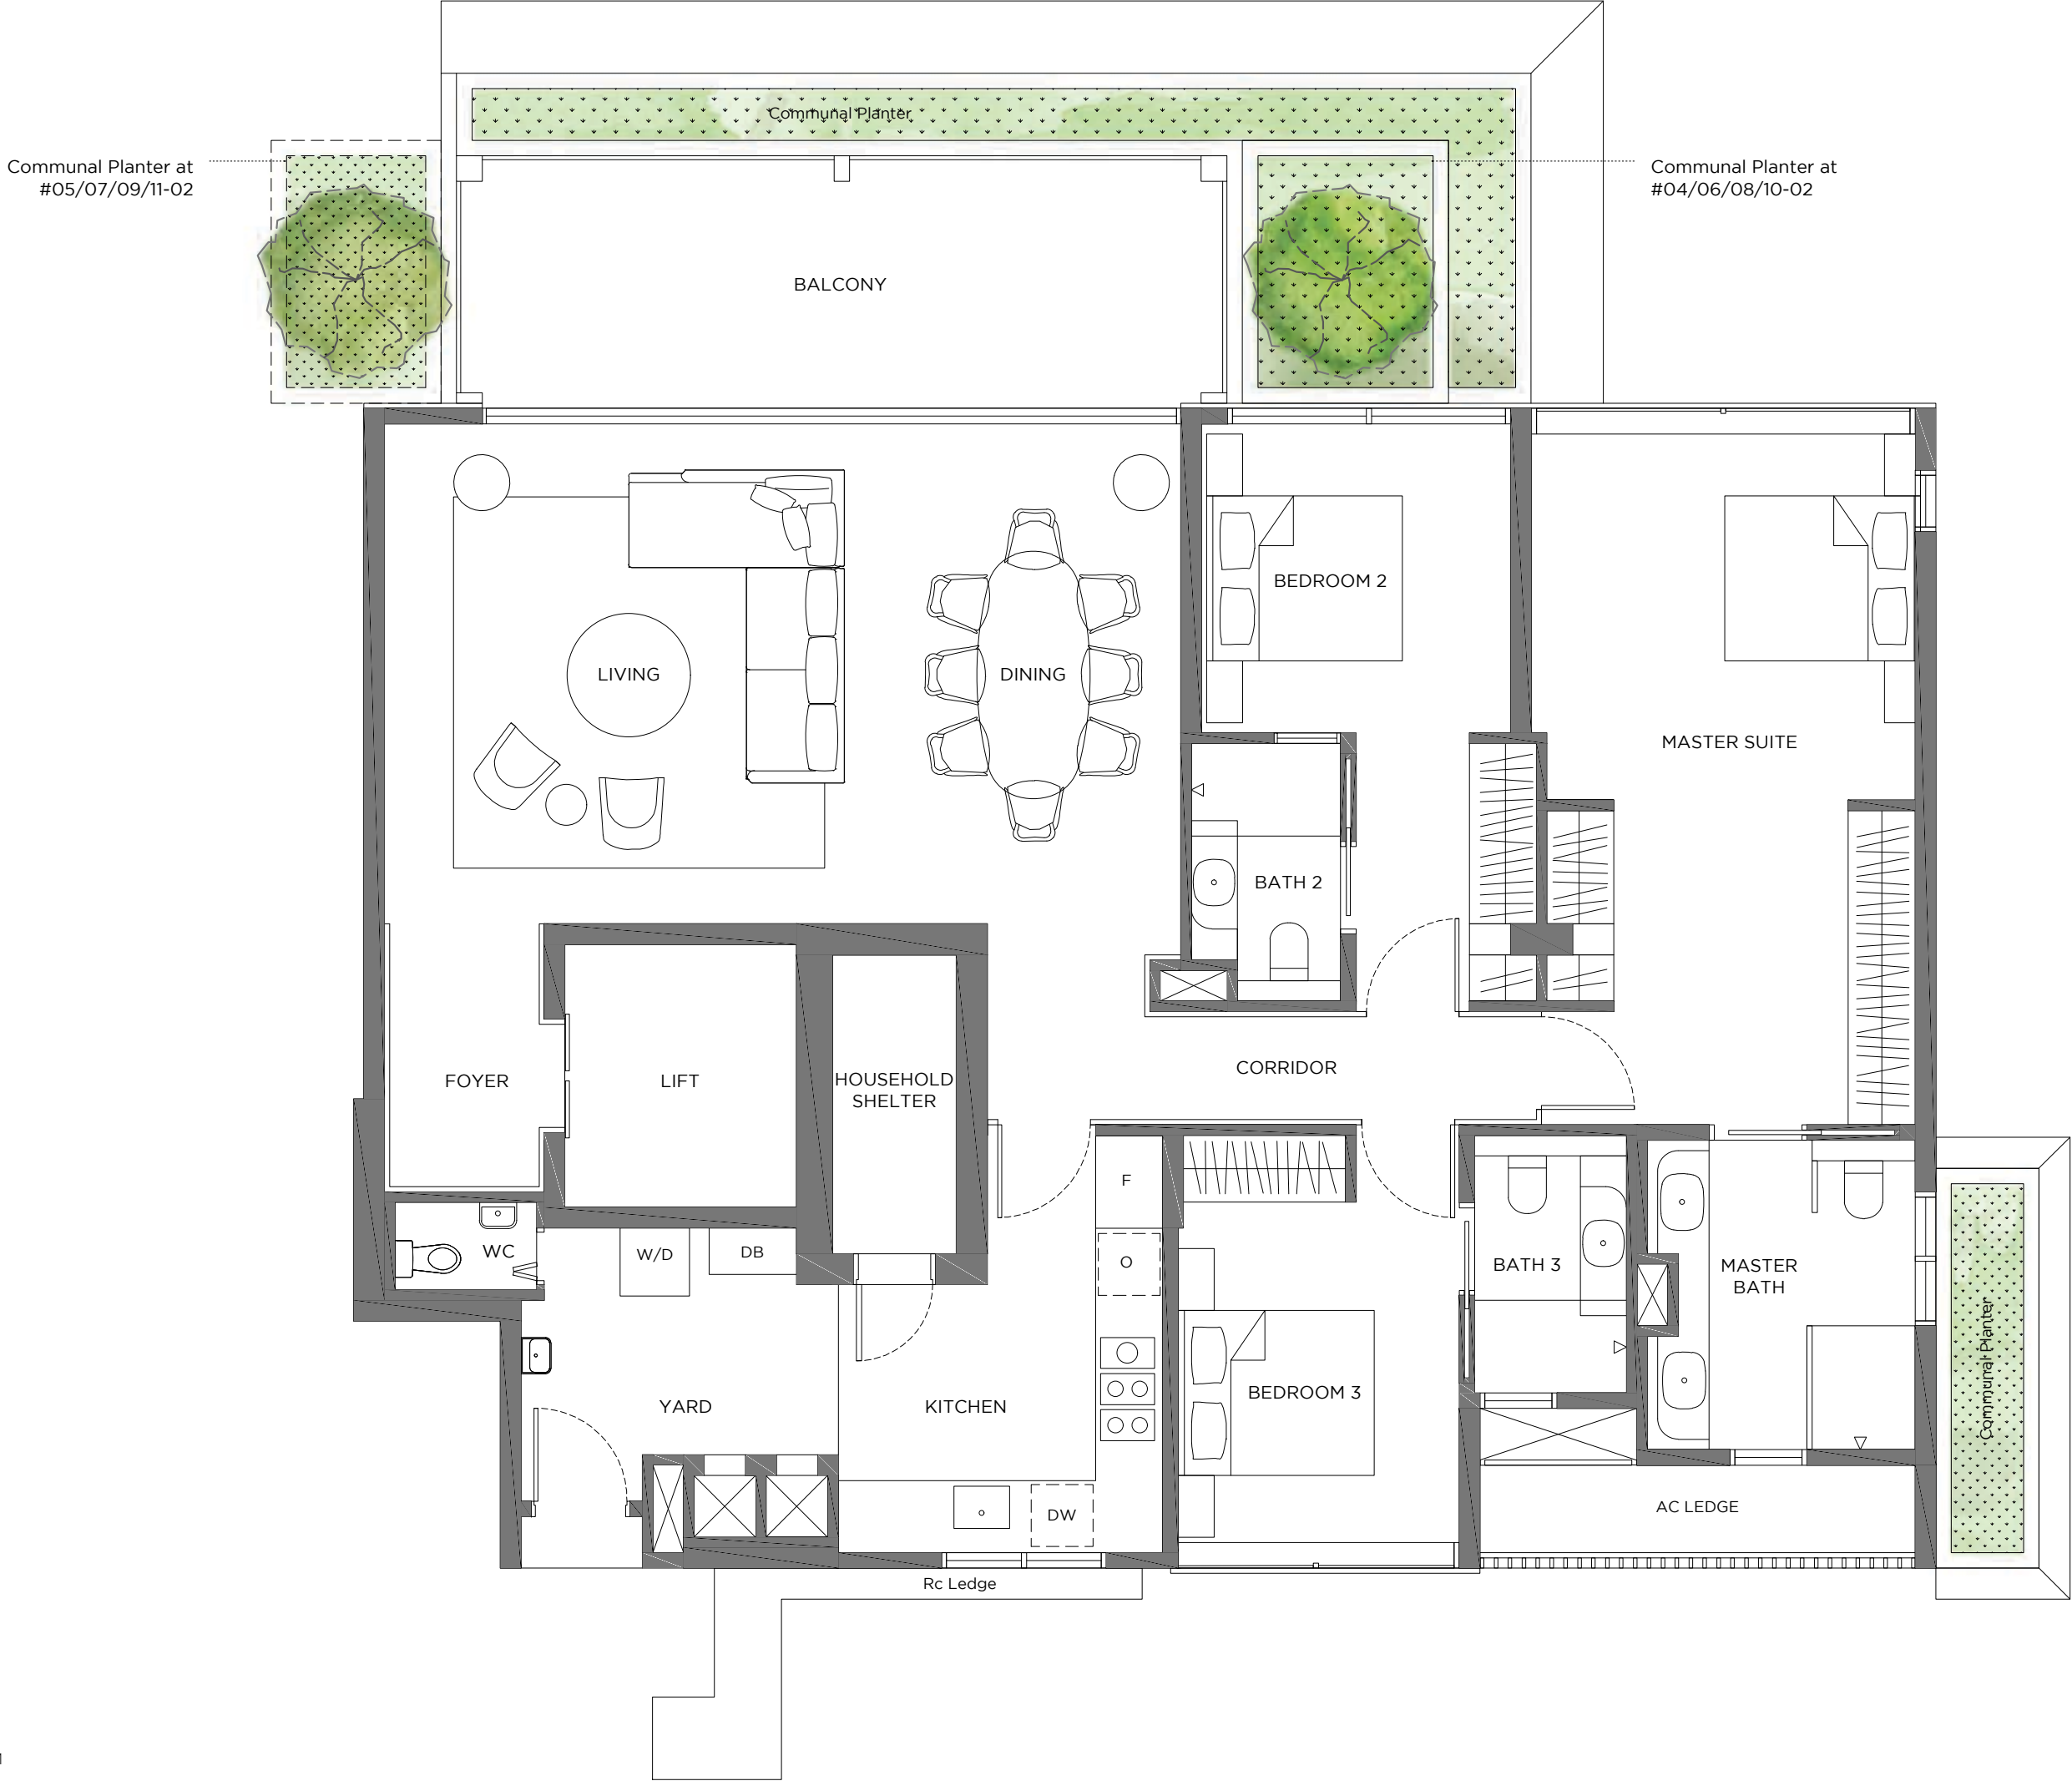 Communal Planter
Communal Planter at
#05/07/09/11-02
Communal Planter at
#04/06/08/10-02
BALCONY
BEDROOM 2
LIVING
DINING
MASTER SUITE
BATH 2
CORRIDOR
FOYER
LIFT
HOUSEHOLD
SHELTER
F
WC
W/D
DB
O
BATH 3
MASTER
BATH
Communal Planter
YARD
KITCHEN
BEDROOM 3
DW
AC LEDGE
Rc Ledge